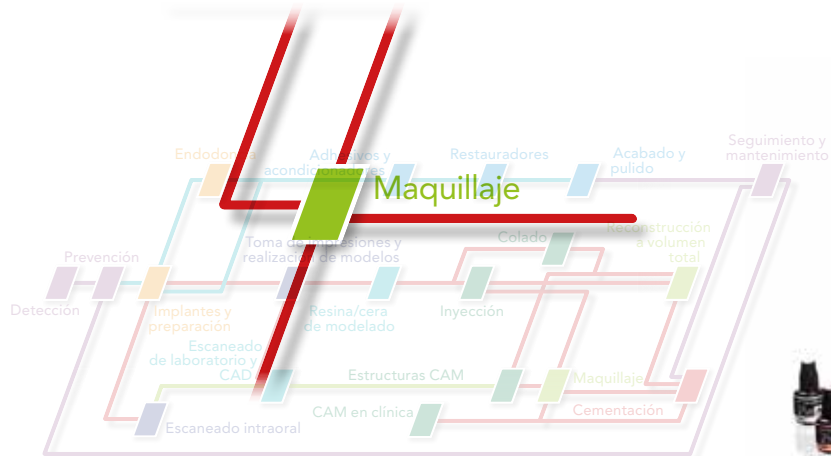 Seguimiento y
mantenimiento
Endodoncia
Adhesivos y
acondicionadores
Restauradores
Acabado y
pulido
Maquillaje
Prevención
Toma de impresiones y
realización de modelos
Colado
Reconstrucción
a volumen
total
Detección
Implantes y
preparación
Resina/cera
de modelado
Inyección
Escaneado
de laboratorio y
CAD
Estructuras CAM
Maquillaje
CAM en clínica
Cementación
Escaneado intraoral